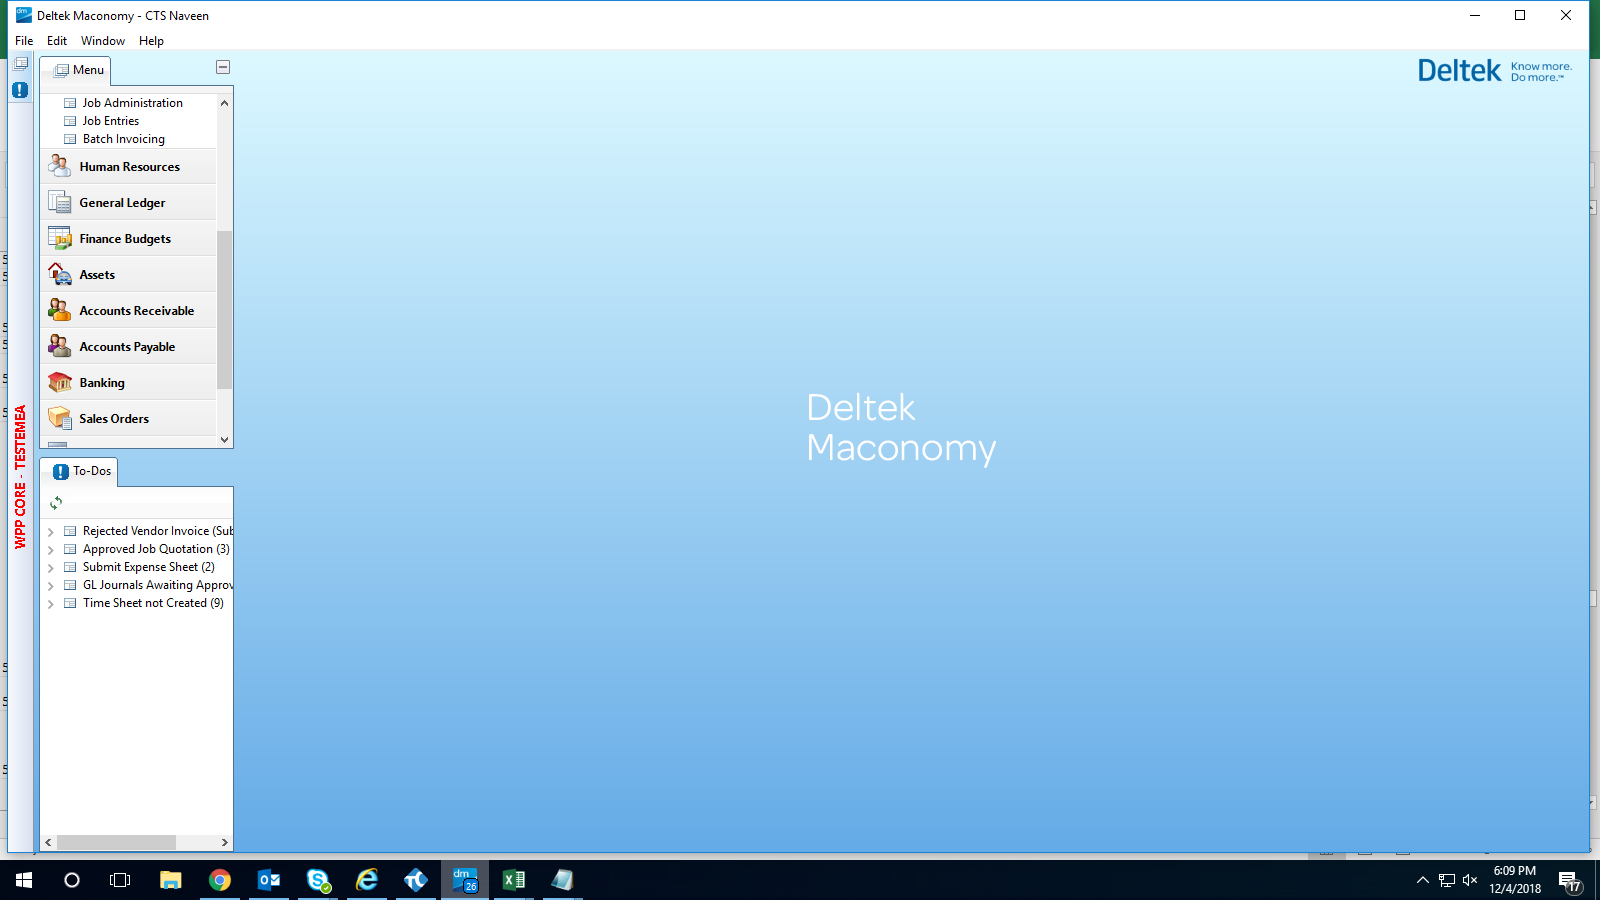 Deltek Maconomy - CTS Naveen
File Edit Window Help
Menu
Job Administration
Job Entries
Batch Invoicing
Human Resources
General Ledger
Finance Budgets
Assets
Accounts Receivable
Accounts Payable
Banking
Sales Orders
WPP CORE - TESTEMEA
To-Dos
Rejected Vendor Invoice (Sub
Approved Job Quotation (3)
Submit Expense Sheet (2)
GL Journals Awaiting Approv
Time Sheet not Created (9)
Deltek Know more.
Do more.™
Deltek
Maconomy
dm
26
6:09 PM
12/4/2018
17